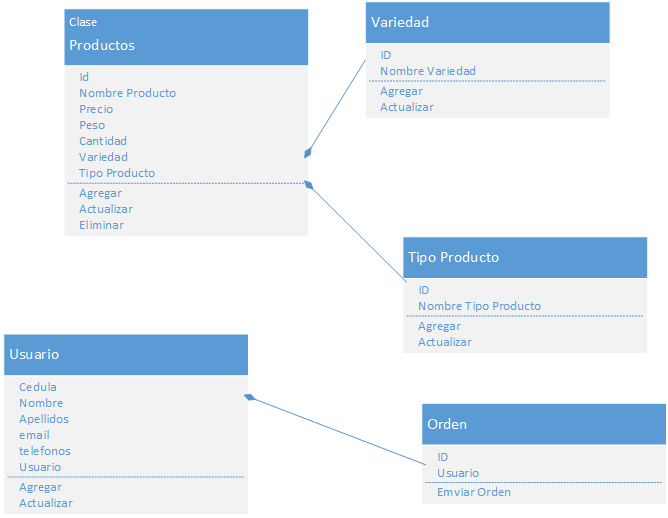 Clase
Productos
Id
Nombre Producto
Precio
Peso
Cantidad
Variedad
Tipo Producto
Agregar
Actualizar
Eliminar
Variedad
ID
Nombre Variedad
Agregar
Actualizar
Tipo Producto
ID
Nombre Tipo Producto
Agregar
Actualizar
Usuario
Cedula
Nombre
Apellidos
email
telefonos
Usuario
Agregar
Actualizar
Orden
ID
Usuario
Emviar Orden